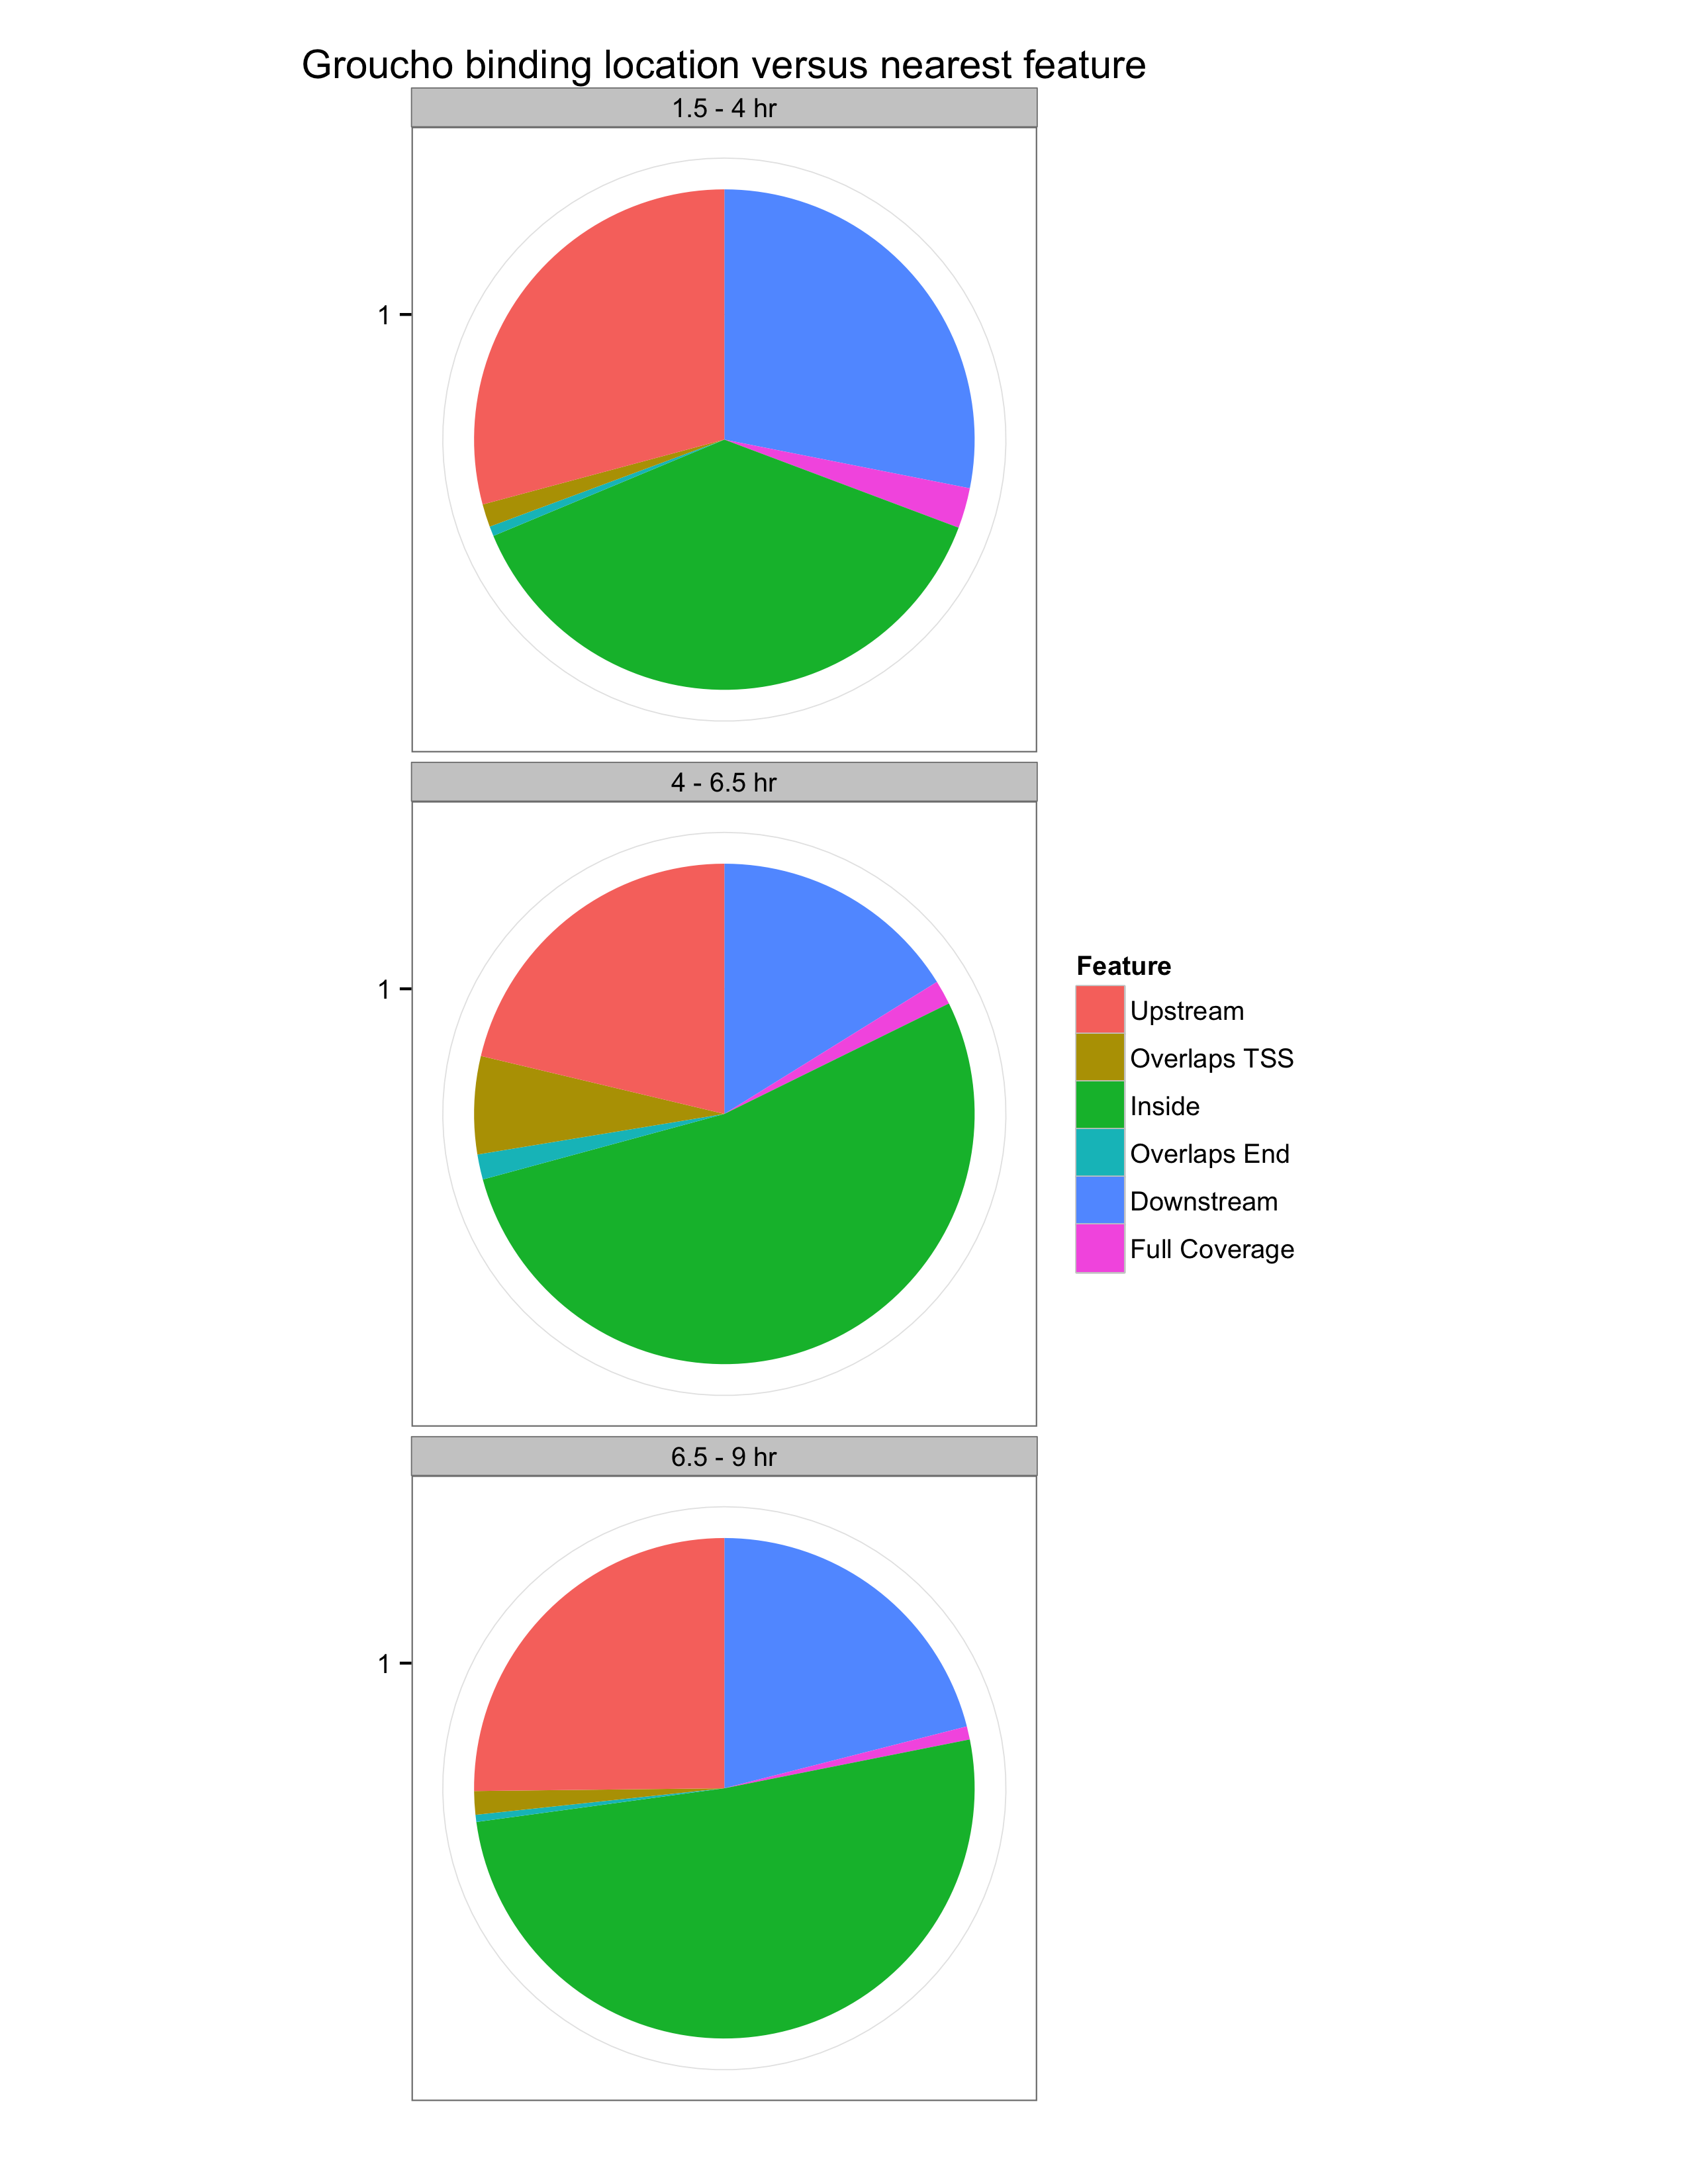 Groucho binding location versus nearest feature
1.5 - 4 hr
1
4 - 6.5 hr
1
Feature
Upstream
Overlaps TSS
Inside
Overlaps End
Downstream
Full Coverage
6.5 - 9 hr
1